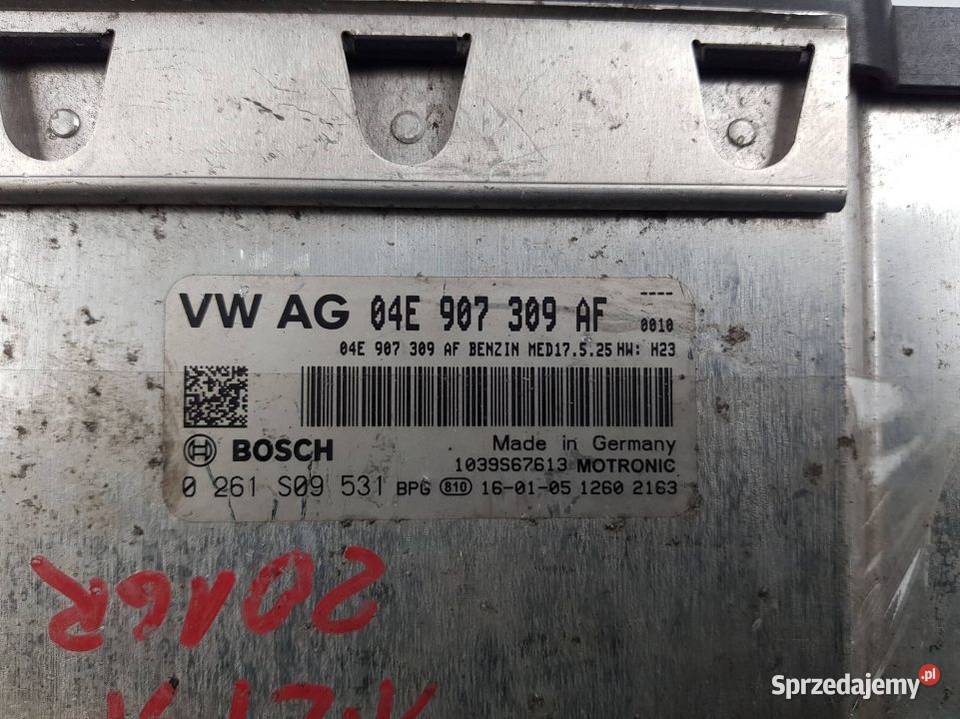 VW AG 04E 907 309 AF ----
0010
04E 907 309 AF BENZIN MED17.5.25 HW: H23
BOSCH Made in Germany
1039S67613 MOTRONIC
0 261 S09 531 BPG 810 16-01-05 1260 2163
2016R
Sprzedajemy.pl